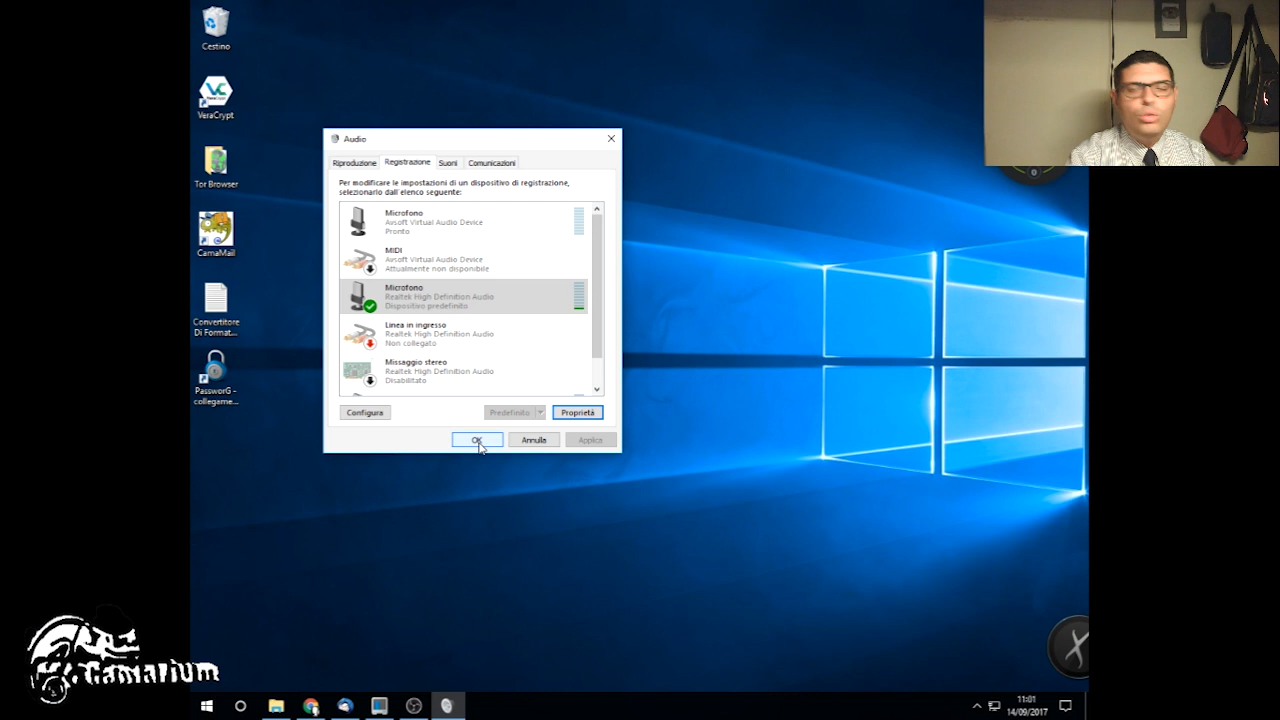 Cestino
VeraCrypt
Tor Browser
CamaMail
Convertitore
Di Format...
PassworG -
collegame...
Audio
Riproduzione
Registrazione
Suoni
Comunicazioni
Per modificare le impostazioni di un dispositivo di registrazione,
selezionarlo dall'elenco seguente:
Microfono
Avsoft Virtual Audio Device
Pronto
MIDI
Avsoft Virtual Audio Device
Attualmente non disponibile
Microfono
Realtek High Definition Audio
Dispositivo predefinito
Linea in ingresso
Realtek High Definition Audio
Non collegato
Missaggio stereo
Realtek High Definition Audio
Disabilitato
Configura
Predefinito
Proprietà
OK
Annulla
Applica
Camarium
11:01
14/09/2017